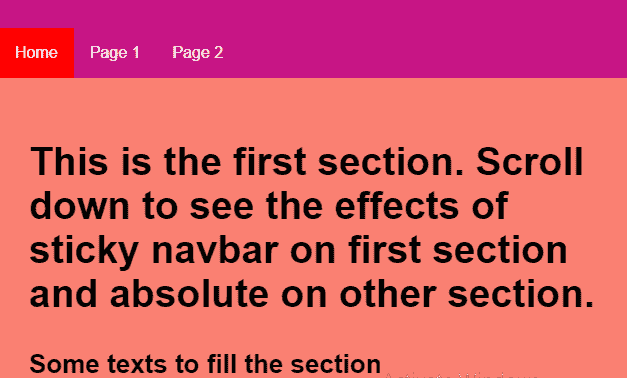 Home Page 1 Page 2
This is the first section. Scroll
down to see the effects of
sticky navbar on first section
and absolute on other section.
Some texts to fill the section